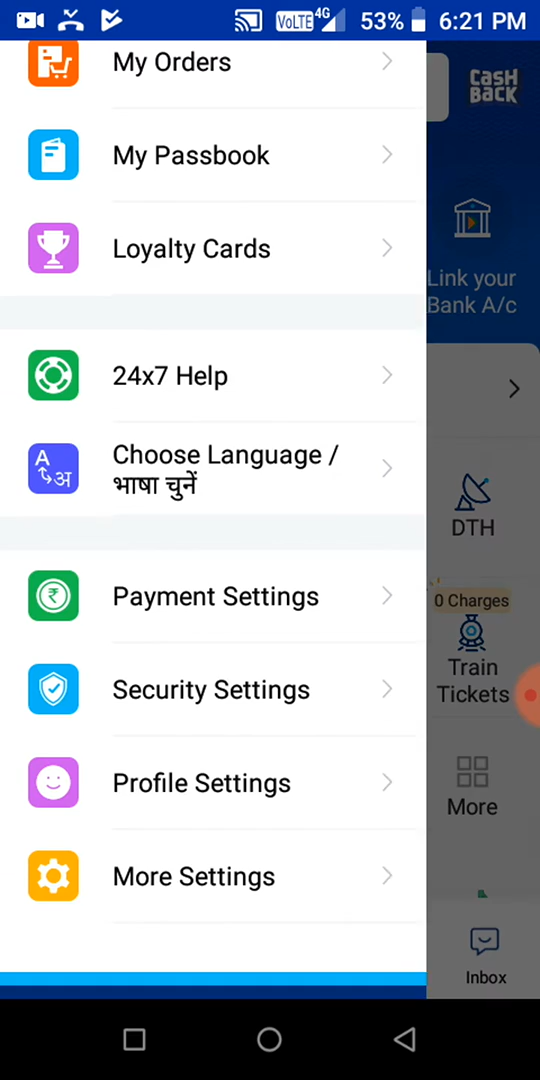 VoLTE 4G 53% 6:21 PM
My Orders
CASH
BACK
My Passbook
Loyalty Cards
Link your
Bank A/c
24x7 Help
Choose Language /
भाषा चुनें
A
अ
DTH
Payment Settings
0 Charges
Train
Tickets
Security Settings
Profile Settings
More
More Settings
Inbox